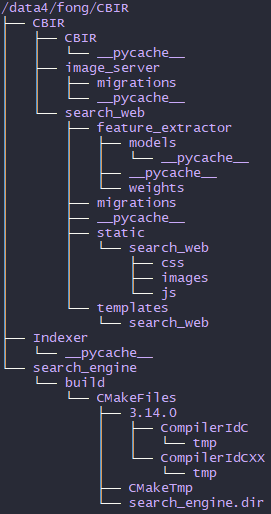 /data4/fong/CBIR
├── CBIR
│   ├── CBIR
│   │   └── __pycache__
│   ├── image_server
│   │   ├── migrations
│   │   └── __pycache__
│   └── search_web
│       ├── feature_extractor
│       │   ├── models
│       │   │   └── __pycache__
│       │   ├── __pycache__
│       │   └── weights
│       ├── migrations
│       ├── __pycache__
│       ├── static
│       │   └── search_web
│       │       ├── css
│       │       ├── images
│       │       └── js
│       └── templates
│           └── search_web
├── Indexer
│   └── __pycache__
└── search_engine
    └── build
        └── CMakeFiles
            ├── 3.14.0
            │   ├── CompilerIdC
            │   │   └── tmp
            │   └── CompilerIdCXX
            │       └── tmp
            ├── CMakeTmp
            └── search_engine.dir